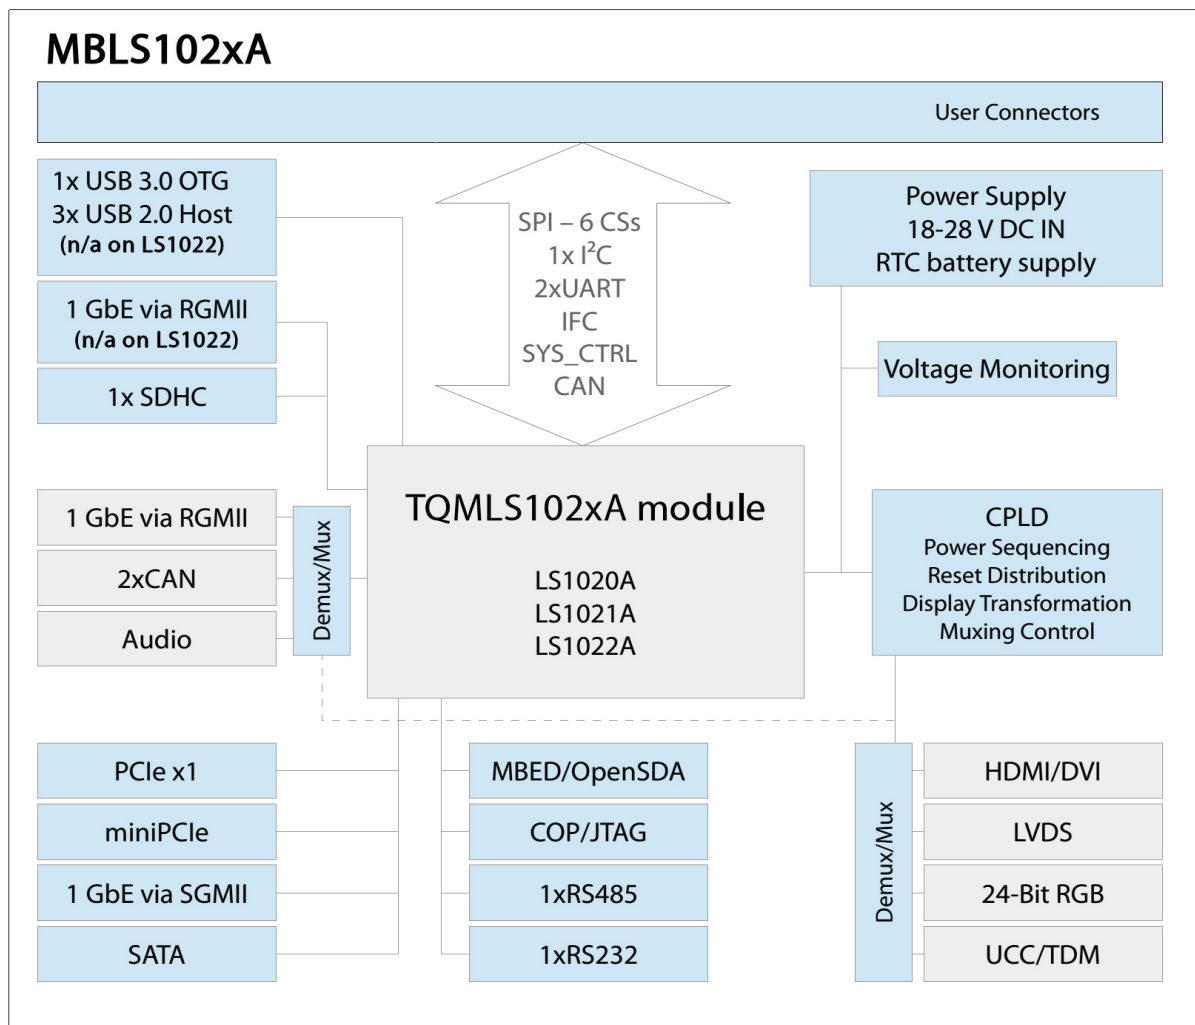 MBLS102xA
User Connectors
1x USB 3.0 OTG
3x USB 2.0 Host
(n/a on LS1022)
1 GbE via RGMII
(n/a on LS1022)
1x SDHC
SPI – 6 CSs
1x I²C
2xUART
IFC
SYS_CTRL
CAN
Power Supply
18-28 V DC IN
RTC battery supply
Voltage Monitoring
1 GbE via RGMII
2xCAN
Audio
Demux/Mux
TQMLS102xA module
LS1020A
LS1021A
LS1022A
CPLD
Power Sequencing
Reset Distribution
Display Transformation
Muxing Control
PCIe x1
miniPCIe
1 GbE via SGMII
SATA
MBED/OpenSDA
COP/JTAG
1xRS485
1xRS232
Demux/Mux
HDMI/DVI
LVDS
24-Bit RGB
UCC/TDM